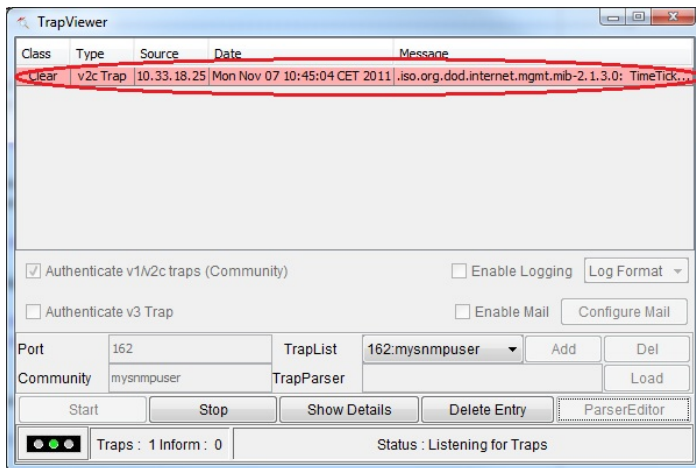 TrapViewer
Class Type Source Date Message
Clear v2c Trap 10.33.18.25 Mon Nov 07 10:45:04 CET 2011 .iso.org.dod.internet.mgmt.mib-2.1.3.0: TimeTick...
Authenticate v1/v2c traps (Community) Enable Logging Log Format
Authenticate v3 Trap Enable Mail Configure Mail
Port 162 TrapList 162:mysnmpuser Add Del
Community mysnmpuser TrapParser Load
Start Stop Show Details Delete Entry ParserEditor
Traps : 1 Inform : 0 Status : Listening for Traps